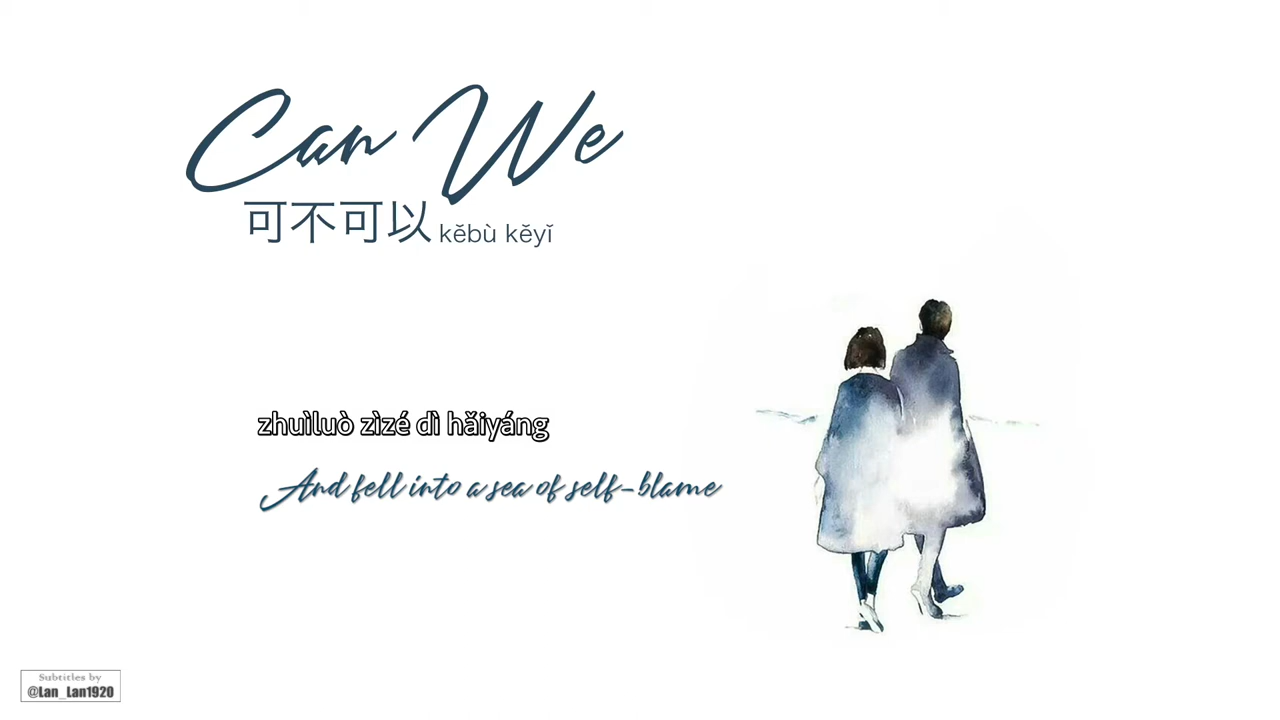 Can We
可不可以 kěbù kěyǐ
zhuìluò zìzé dì hǎiyáng
And fell into a sea of self-blame
Subtitles by
@Lan_Lan1920